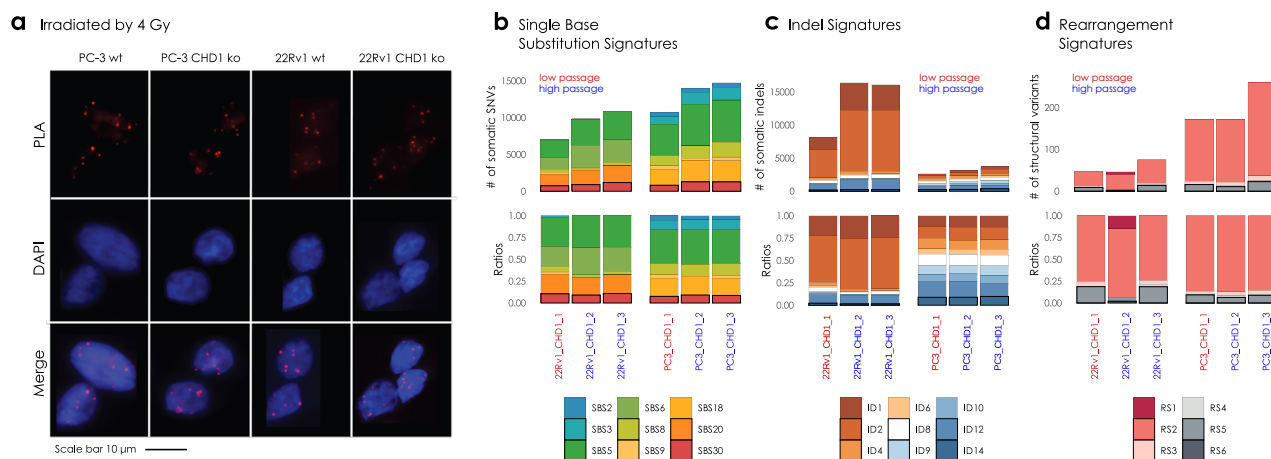 a Irradiated by 4 Gy
PC-3 wt PC-3 CHD1 ko 22Rv1 wt 22Rv1 CHD1 ko
PLA
DAPI
Merge
Scale bar 10 µm
b Single Base
Substitution Signatures
low passage
high passage
# of somatic SNVs
15000
10000
5000
0
Ratios
1.00
0.75
0.50
0.25
0.00
22Rv1_CHD1_1
22Rv1_CHD1_2
22Rv1_CHD1_3
PC3_CHD1_1
PC3_CHD1_2
PC3_CHD1_3
SBS2 SBS6 SBS18
SBS3 SBS8 SBS20
SBS5 SBS9 SBS30
c Indel Signatures
low passage
high passage
# of somatic indels
15000
10000
5000
0
Ratios
1.00
0.75
0.50
0.25
0.00
22Rv1_CHD1_1
22Rv1_CHD1_2
22Rv1_CHD1_3
PC3_CHD1_1
PC3_CHD1_2
PC3_CHD1_3
ID1 ID6 ID10
ID2 ID8 ID12
ID4 ID9 ID14
d Rearrangement
Signatures
low passage
high passage
# of structural variants
200
100
0
Ratios
1.00
0.75
0.50
0.25
0.00
22Rv1_CHD1_1
22Rv1_CHD1_2
22Rv1_CHD1_3
PC3_CHD1_1
PC3_CHD1_2
PC3_CHD1_3
RS1 RS4
RS2 RS5
RS3 RS6